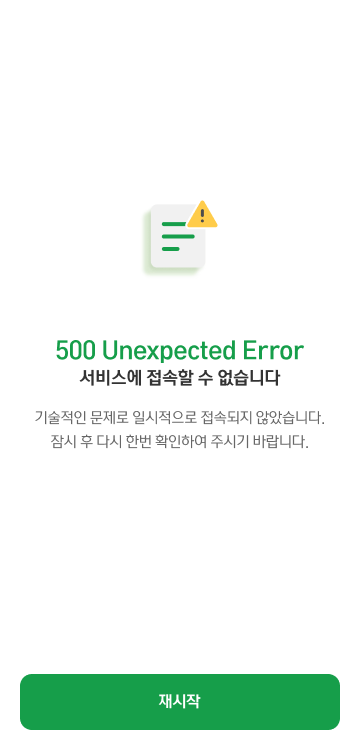 500 Unexpected Error
서비스에 접속할 수 없습니다
기술적인 문제로 일시적으로 접속되지 않았습니다.
잠시 후 다시 한번 확인하여 주시기 바랍니다.
재시작